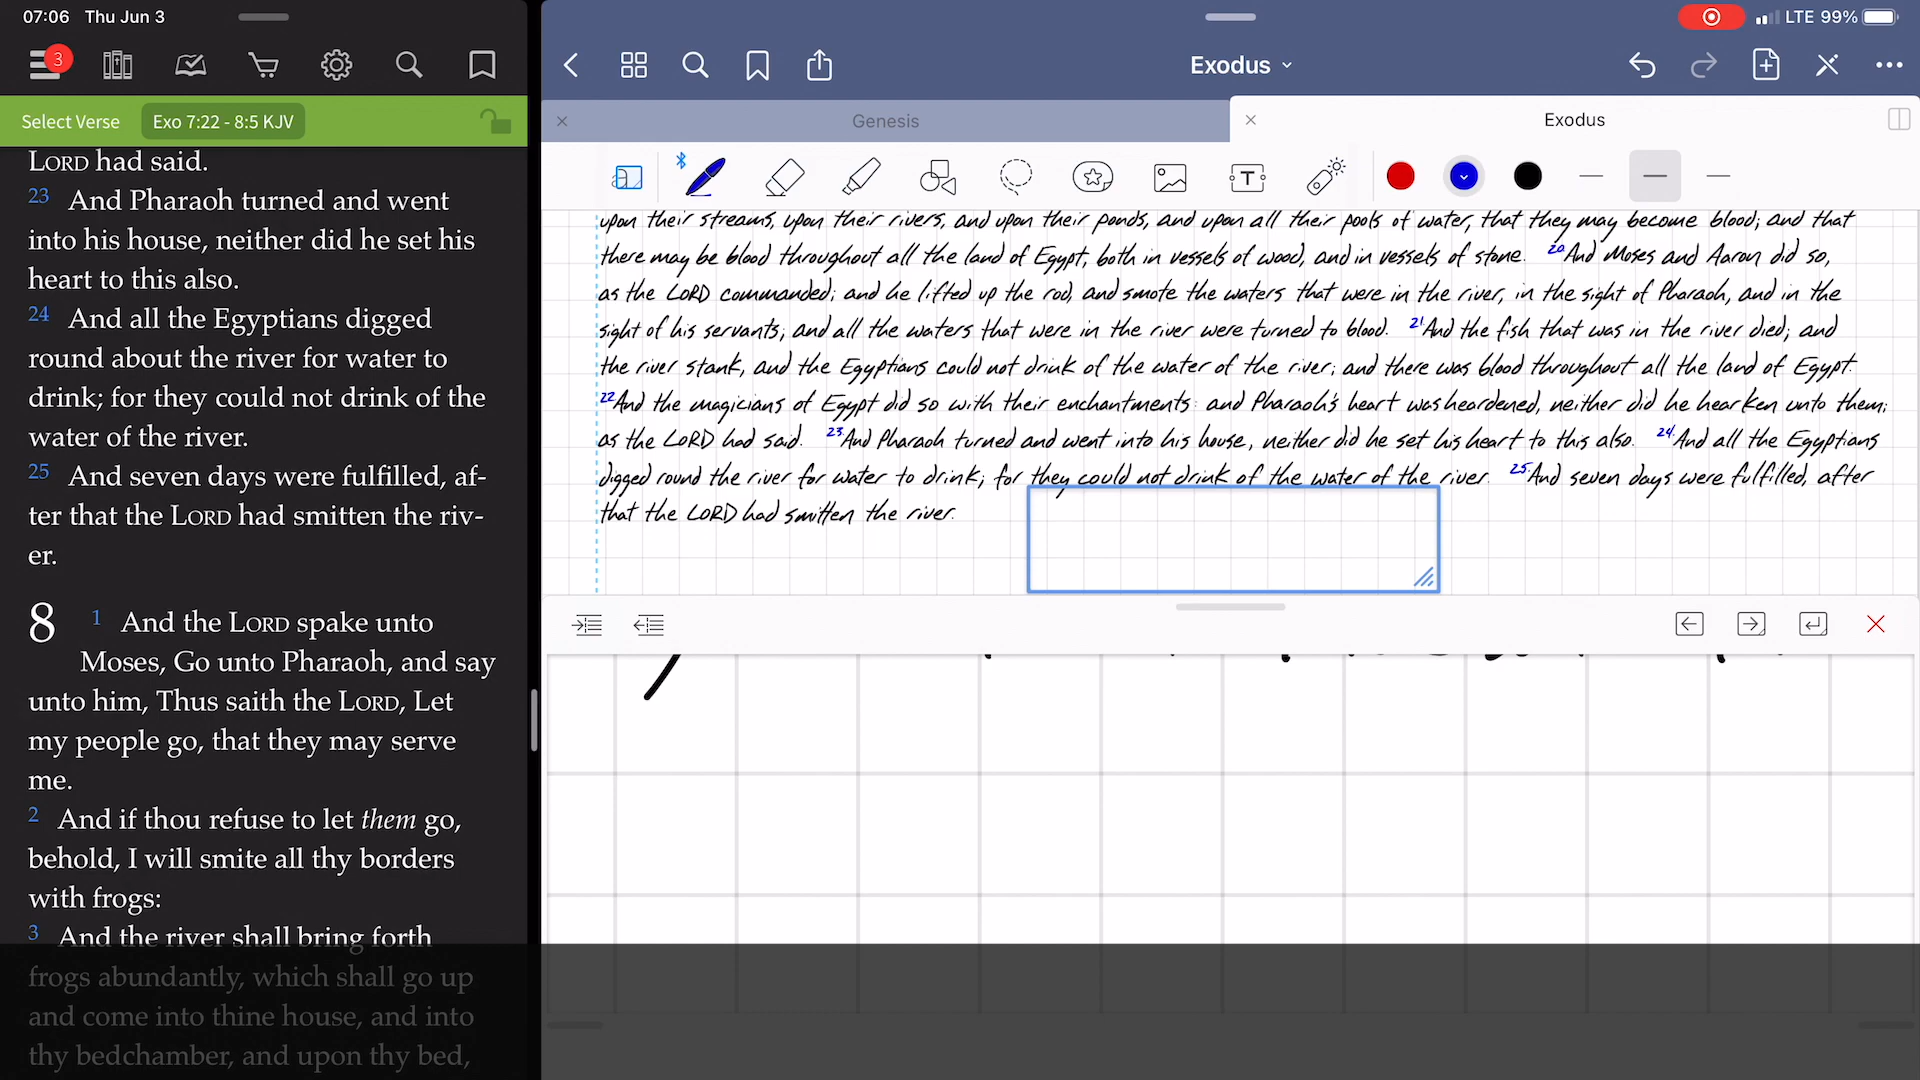 07:06 Thu Jun 3
LTE 99%
3
Exodus
Select Verse Exo 7:22 - 8:5 KJV
Genesis
Exodus
LORD had said.
23 And Pharaoh turned and went
into his house, neither did he set his
heart to this also.
24 And all the Egyptians digged
round about the river for water to
drink; for they could not drink of the
water of the river.
25 And seven days were fulfilled, af-
ter that the LORD had smitten the riv-
er.
8 1 And the LORD spake unto
Moses, Go unto Pharaoh, and say
unto him, Thus saith the LORD, Let
my people go, that they may serve
me.
2 And if thou refuse to let them go,
behold, I will smite all thy borders
with frogs:
3 And the river shall bring forth
frogs abundantly, which shall go up
and come into thine house, and into
thy bedchamber, and upon thy bed,
upon their streams, upon their rivers, and upon their ponds, and upon all their pools of water, that they may become blood; and that
there may be blood throughout all the land of Egypt, both in vessels of wood, and in vessels of stone. 20 And Moses and Aaron did so,
as the LORD commanded; and he lifted up the rod, and smote the waters that were in the river, in the sight of Pharaoh, and in the
sight of his servants; and all the waters that were in the river were turned to blood. 21 And the fish that was in the river died; and
the river stank, and the Egyptians could not drink of the water of the river; and there was blood throughout all the land of Egypt.
22 And the magicians of Egypt did so with their enchantments: and Pharaoh's heart was heardened, neither did he hearken unto them;
as the LORD had said. 23 And Pharaoh turned and went into his house, neither did he set his heart to this also. 24 And all the Egyptians
digged round the river for water to drink; for they could not drink of the water of the river. 25 And seven days were fulfilled, after
that the LORD had smitten the river.